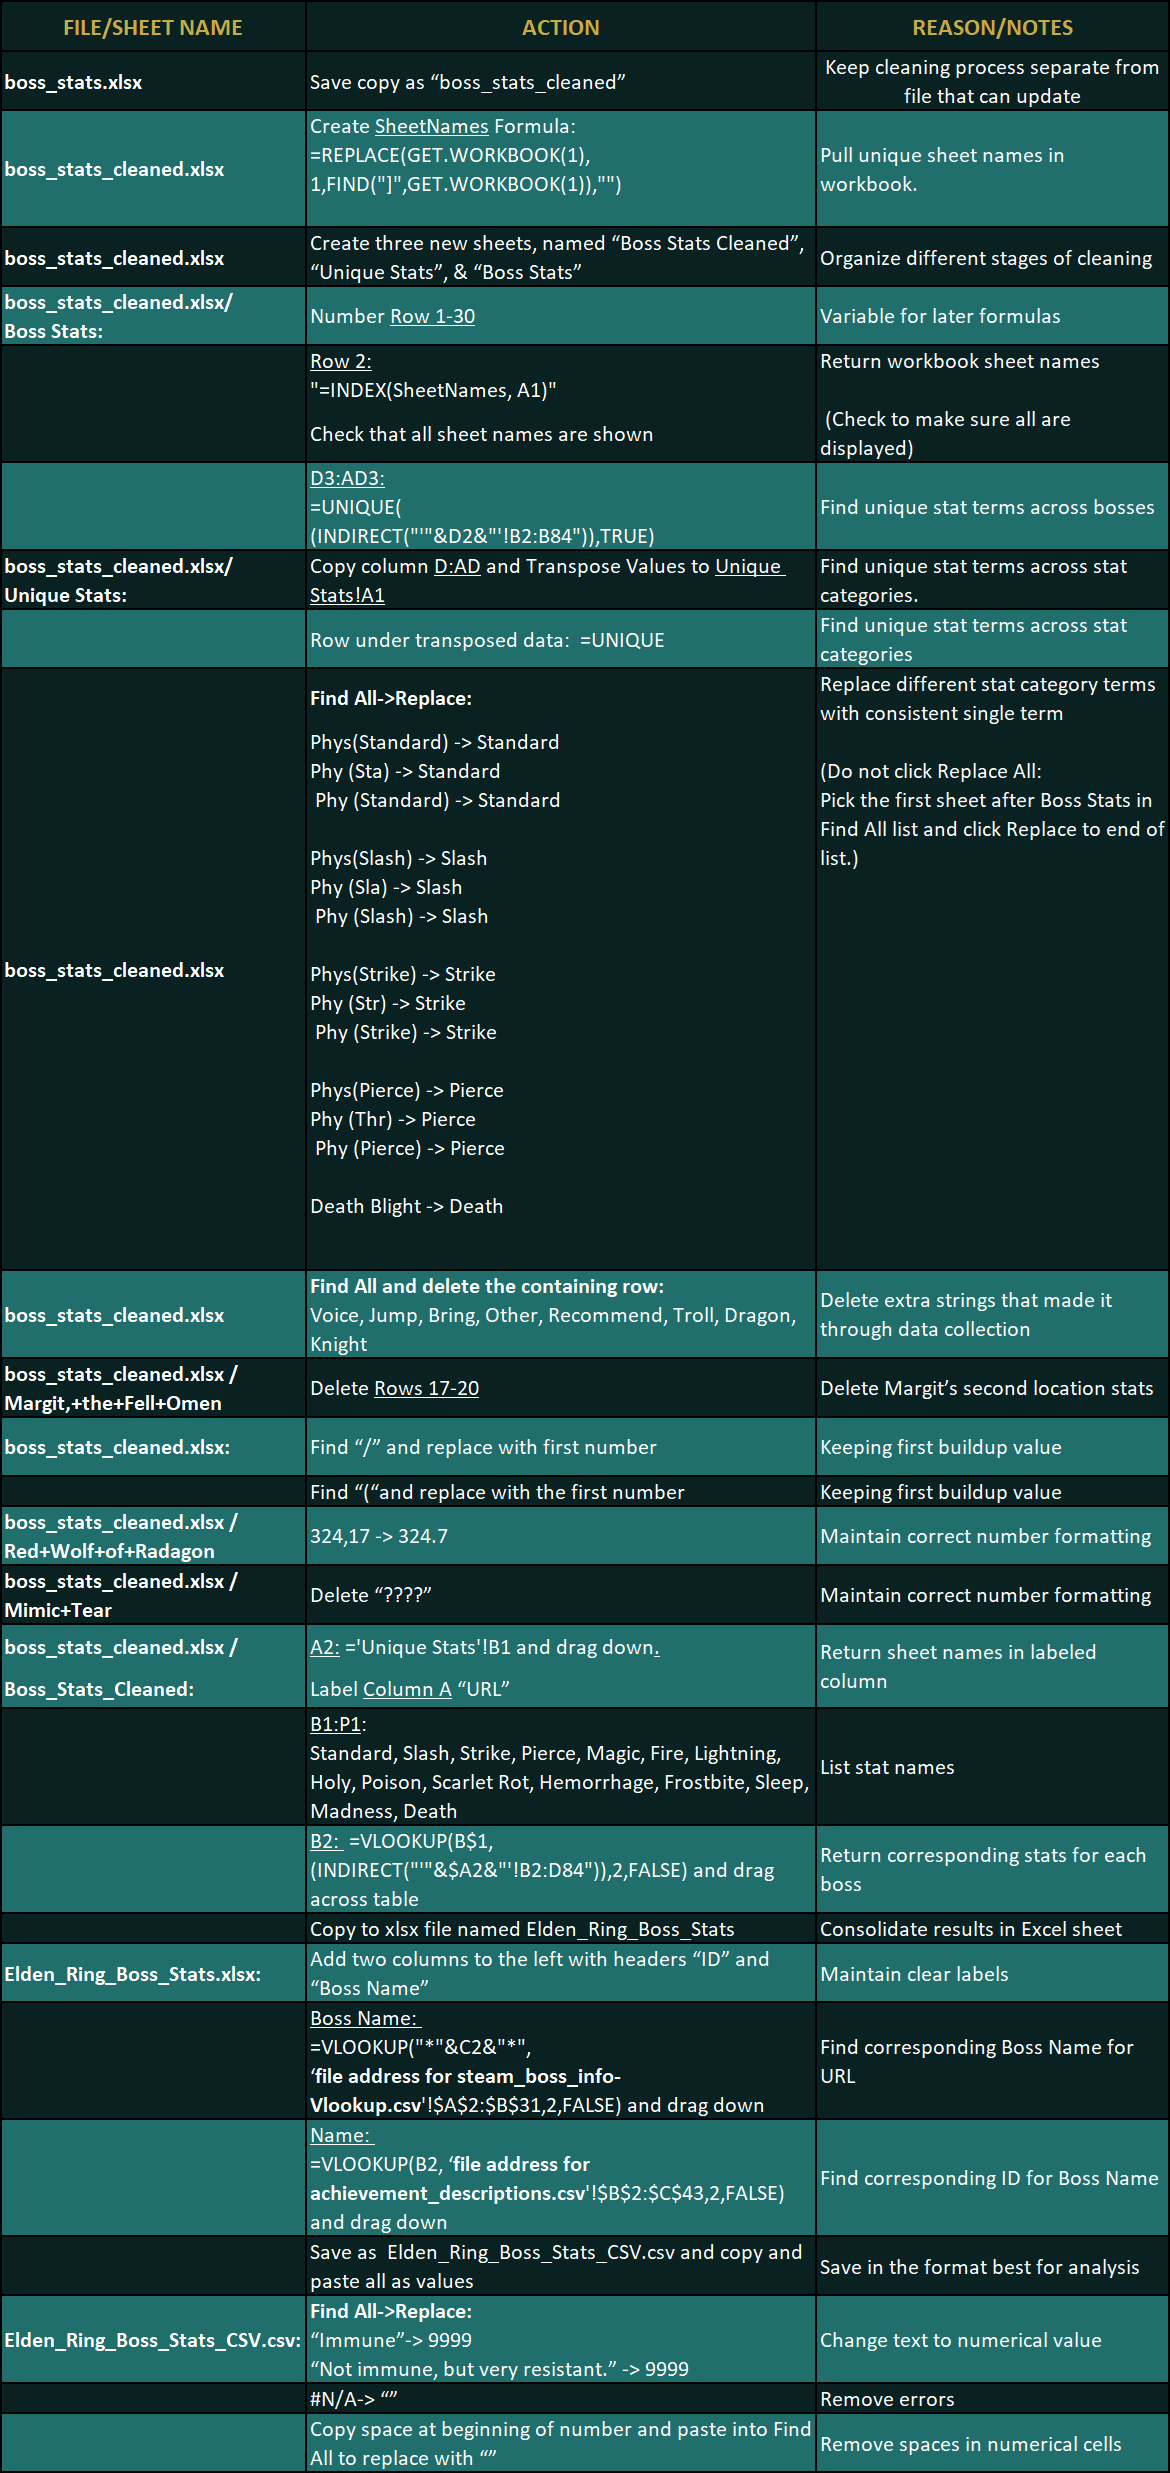 FILE/SHEET NAME
ACTION
REASON/NOTES
boss_stats.xlsx
Save copy as “boss_stats_cleaned”
Keep cleaning process separate from
file that can update
boss_stats_cleaned.xlsx
Create SheetNames Formula:
=REPLACE(GET.WORKBOOK(1),
1,FIND("]",GET.WORKBOOK(1)),"")
Pull unique sheet names in
workbook.
boss_stats_cleaned.xlsx
Create three new sheets, named “Boss Stats Cleaned”,
“Unique Stats”, & “Boss Stats”
Organize different stages of cleaning
boss_stats_cleaned.xlsx/
Boss Stats:
Number Row 1-30
Variable for later formulas
Row 2:
"=INDEX(SheetNames, A1)"
Check that all sheet names are shown
Return workbook sheet names
(Check to make sure all are
displayed)
D3:AD3:
=UNIQUE(
(INDIRECT("'"&D2&"'!B2:B84")),TRUE)
Find unique stat terms across bosses
boss_stats_cleaned.xlsx/
Unique Stats:
Copy column D:AD and Transpose Values to Unique
Stats!A1
Find unique stat terms across stat
categories.
Row under transposed data:  =UNIQUE
Find unique stat terms across stat
categories
boss_stats_cleaned.xlsx
Find All->Replace:
Phys(Standard) -> Standard
Phy (Sta) -> Standard
Phy (Standard) -> Standard
Phys(Slash) -> Slash
Phy (Sla) -> Slash
Phy (Slash) -> Slash
Phys(Strike) -> Strike
Phy (Str) -> Strike
Phy (Strike) -> Strike
Phys(Pierce) -> Pierce
Phy (Thr) -> Pierce
Phy (Pierce) -> Pierce
Death Blight -> Death
Replace different stat category terms
with consistent single term
(Do not click Replace All:
Pick the first sheet after Boss Stats in
Find All list and click Replace to end of
list.)
boss_stats_cleaned.xlsx
Find All and delete the containing row:
Voice, Jump, Bring, Other, Recommend, Troll, Dragon,
Knight
Delete extra strings that made it
through data collection
boss_stats_cleaned.xlsx /
Margit,+the+Fell+Omen
Delete Rows 17-20
Delete Margit’s second location stats
boss_stats_cleaned.xlsx:
Find “/” and replace with first number
Keeping first buildup value
Find “(“and replace with the first number
Keeping first buildup value
boss_stats_cleaned.xlsx /
Red+Wolf+of+Radagon
324,17 -> 324.7
Maintain correct number formatting
boss_stats_cleaned.xlsx /
Mimic+Tear
Delete “????”
Maintain correct number formatting
boss_stats_cleaned.xlsx /
Boss_Stats_Cleaned:
A2: ='Unique Stats'!B1 and drag down.
Label Column A “URL”
Return sheet names in labeled
column
B1:P1:
Standard, Slash, Strike, Pierce, Magic, Fire, Lightning,
Holy, Poison, Scarlet Rot, Hemorrhage, Frostbite, Sleep,
Madness, Death
List stat names
B2:  =VLOOKUP(B$1,
(INDIRECT("'"&$A2&"'!B2:D84")),2,FALSE) and drag
across table
Return corresponding stats for each
boss
Copy to xlsx file named Elden_Ring_Boss_Stats
Consolidate results in Excel sheet
Elden_Ring_Boss_Stats.xlsx:
Add two columns to the left with headers “ID” and
“Boss Name”
Maintain clear labels
Boss Name:
=VLOOKUP("*"&C2&"*",
‘file address for steam_boss_info-
Vlookup.csv'!$A$2:$B$31,2,FALSE) and drag down
Find corresponding Boss Name for
URL
Name:
=VLOOKUP(B2, ‘file address for
achievement_descriptions.csv'!$B$2:$C$43,2,FALSE)
and drag down
Find corresponding ID for Boss Name
Save as  Elden_Ring_Boss_Stats_CSV.csv and copy and
paste all as values
Save in the format best for analysis
Elden_Ring_Boss_Stats_CSV.csv:
Find All->Replace:
“Immune”-> 9999
“Not immune, but very resistant.” -> 9999
Change text to numerical value
#N/A-> “”
Remove errors
Copy space at beginning of number and paste into Find
All to replace with “”
Remove spaces in numerical cells